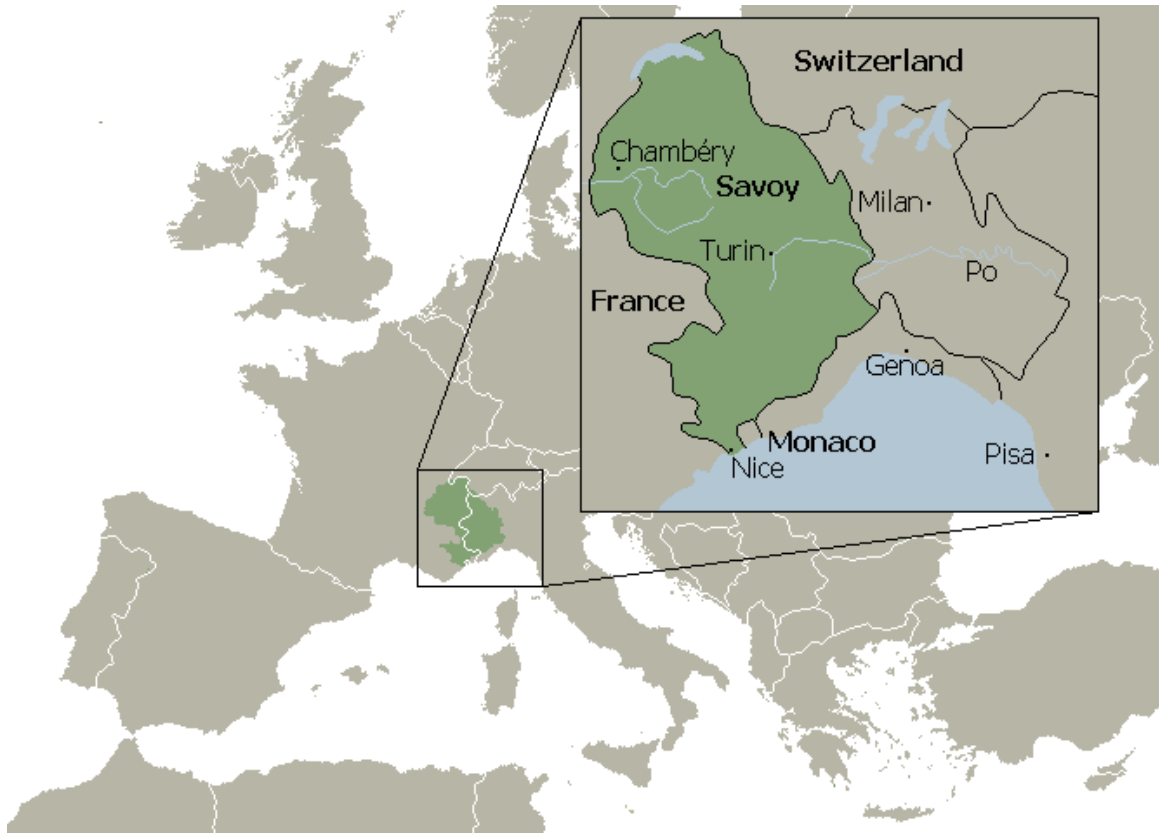 Switzerland
Chambéry
Savoy
Milan
Turin
Po
France
Genoa
Monaco
Nice
Pisa